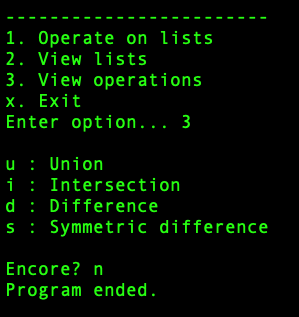 ------------------------
1. Operate on lists
2. View lists
3. View operations
x. Exit
Enter option... 3
u : Union
i : Intersection
d : Difference
s : Symmetric difference
Encore? n
Program ended.